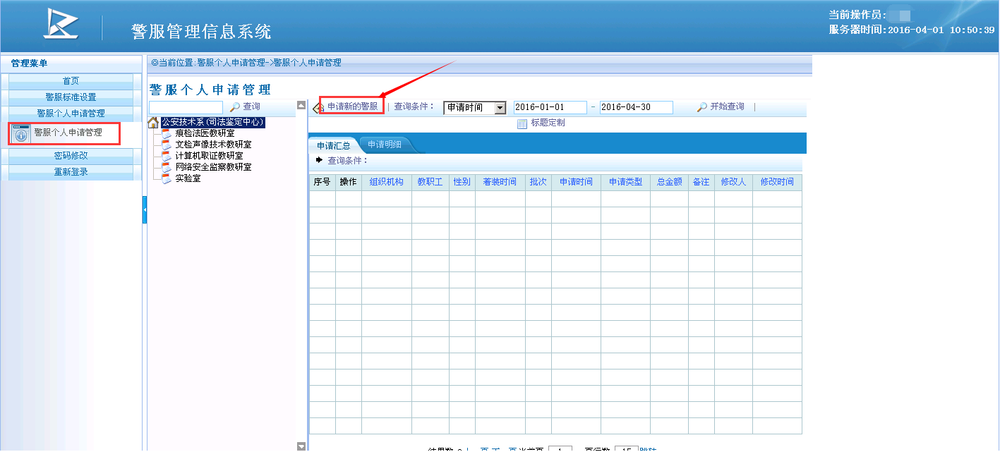 警服管理信息系统
当前操作员:
服务器时间:2016-04-01 10:50:39
管理菜单
首页
警服标准设置
警服个人申请管理
警服个人申请管理
密码修改
重新登录
◎当前位置:警服个人申请管理->警服个人申请管理
警服个人申请管理
查询
公安技术系(司法鉴定中心)
痕检法医教研室
文检声像技术教研室
计算机取证教研室
网络安全监察教研室
实验室
申请新的警服 | 查询条件： 申请时间 2016-01-01 - 2016-04-30 开始查询 |
标题定制
申请汇总 申请明细
查询条件：
序号 操作 组织机构 教职工 性别 着装时间 批次 申请时间 申请类型 总金额 备注 修改人 修改时间